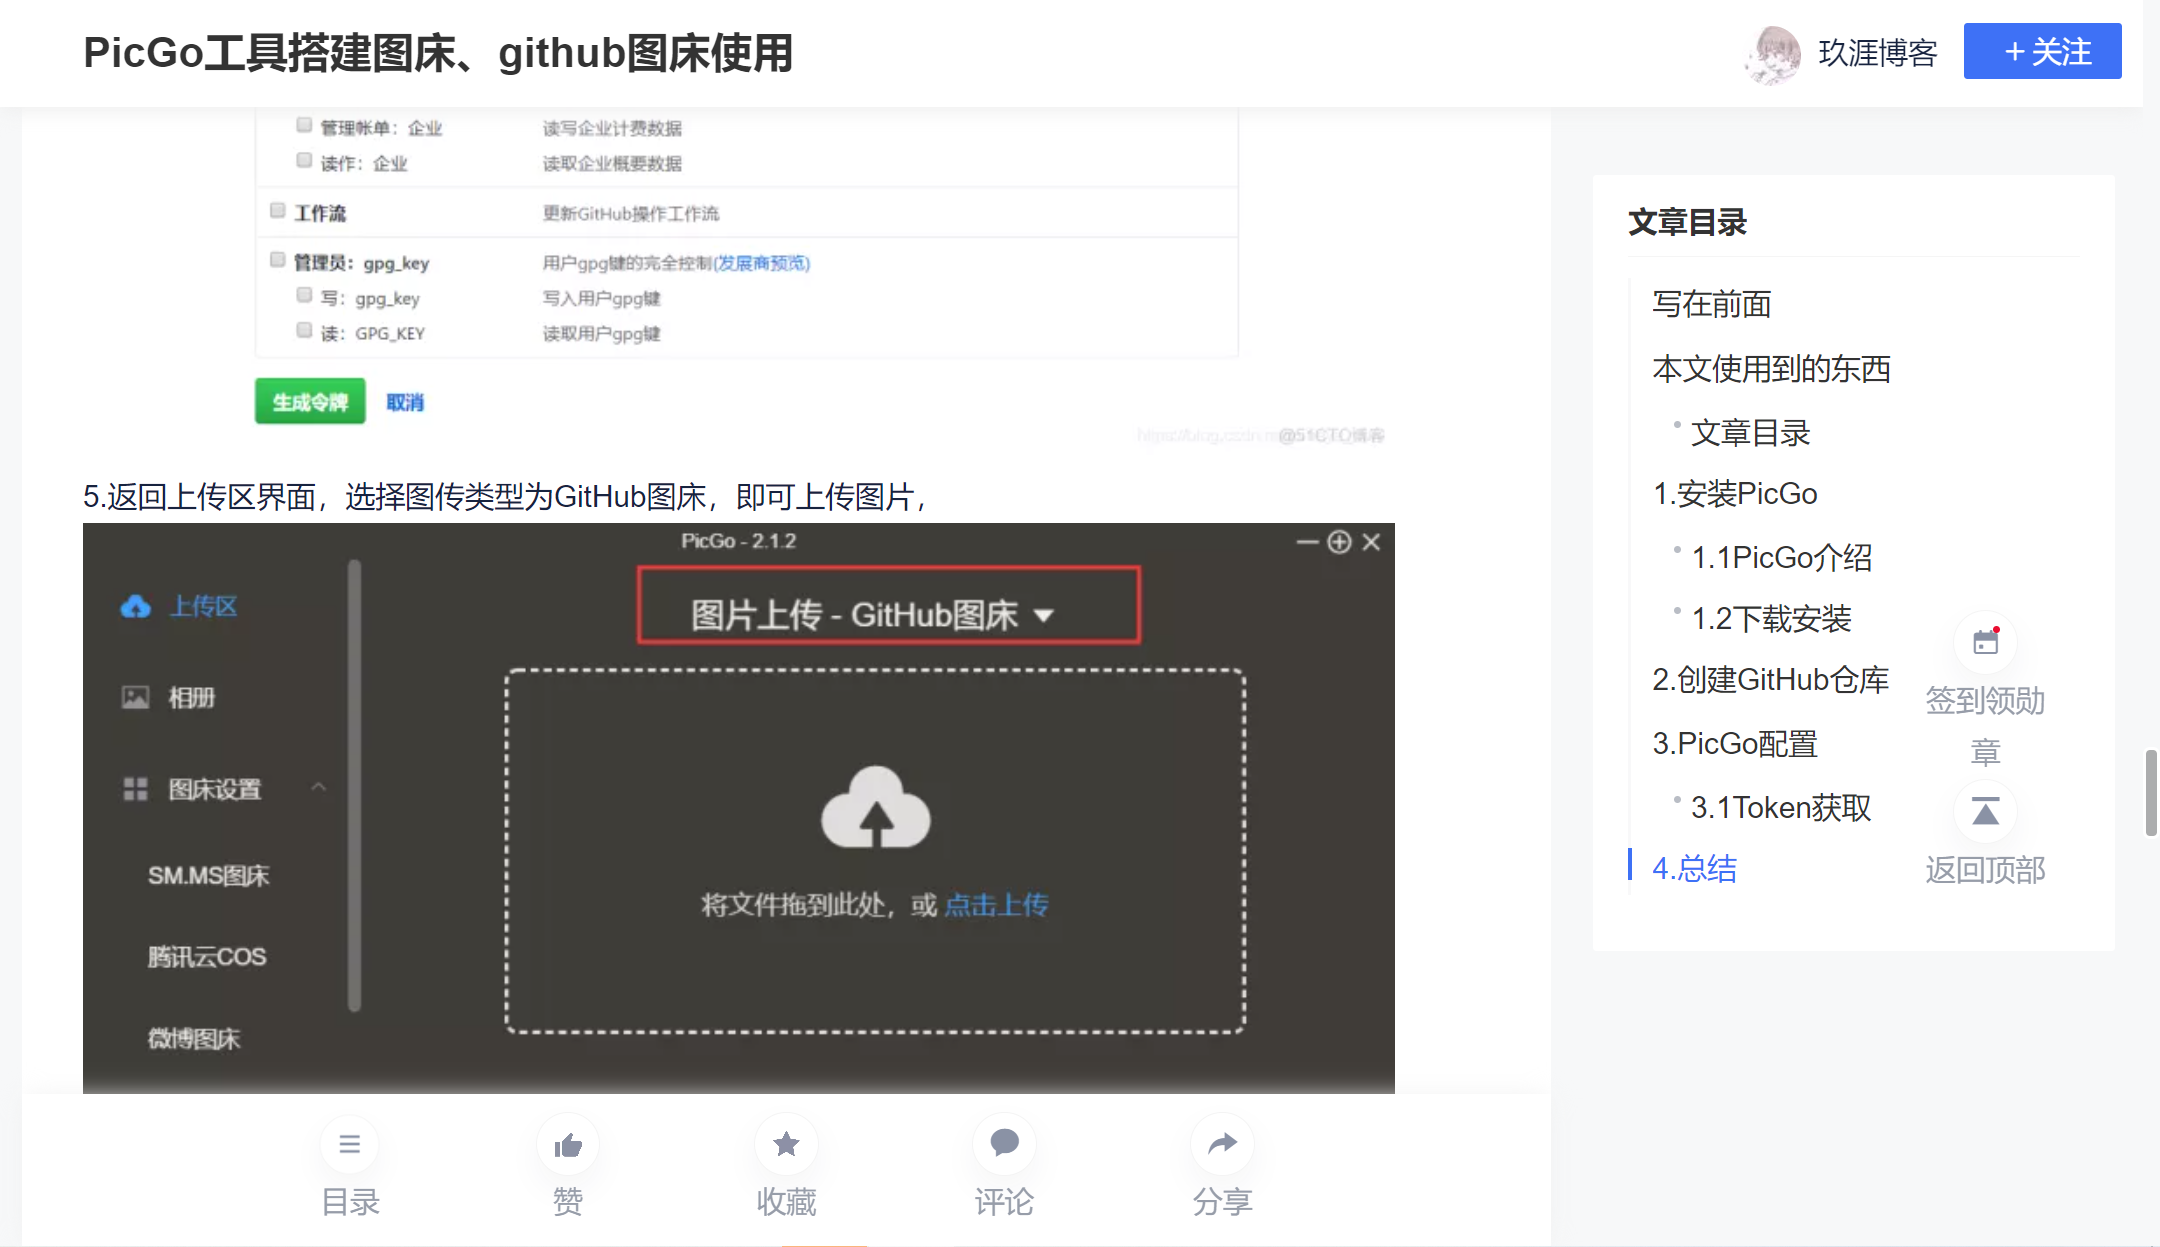 PicGo工具搭建图床、github图床使用
玖涯博客
+关注
管理帐单：企业 读写企业计费数据
读作：企业 读取企业概要数据
工作流 更新GitHub操作工作流
管理员：gpg_key 用户gpg键的完全控制(发展商预览)
写：gpg_key 写入用户gpg键
读：GPG_KEY 读取用户gpg键
生成令牌 取消
@51CTO博客
5.返回上传区界面，选择图传类型为GitHub图床，即可上传图片，
PicGo - 2.1.2
上传区
相册
图床设置
SM.MS图床
腾讯云COS
微博图床
图片上传 - GitHub图床
将文件拖到此处，或 点击上传
目录
赞
收藏
评论
分享
文章目录
写在前面
本文使用到的东西
文章目录
1.安装PicGo
1.1PicGo介绍
1.2下载安装
2.创建GitHub仓库
3.PicGo配置
3.1Token获取
4.总结
签到领勋
章
返回顶部